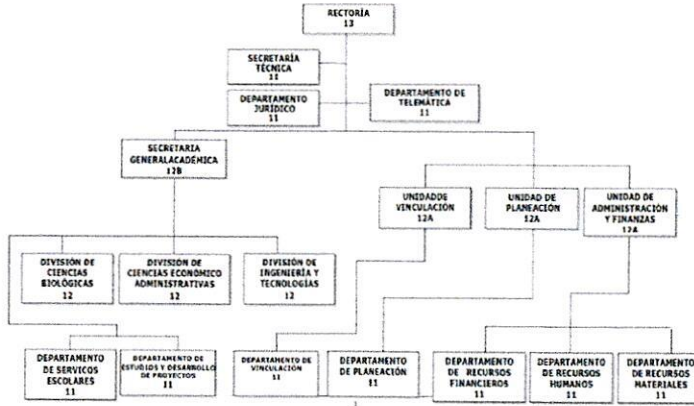 RECTORÍA
13
SECRETARÍA
TÉCNICA
11
DEPARTAMENTO
JURÍDICO
11
DEPARTAMENTO DE
TELEMÁTICA
11
SECRETARIA
GENERALACADÉMICA
12B
UNIDADDE
VINCULACIÓN
12A
UNIDAD DE
PLANEACIÓN
12A
UNIDAD DE
ADMINISTRACIÓN
Y FINANZAS
12A
DIVISIÓN DE
CIENCIAS
BIOLÓGICAS
12
DIVISIÓN DE
CIENCIAS ECONÓMICO
ADMINISTRATIVAS
12
DIVISIÓN DE
INGENIERÍA Y
TECNOLOGÍAS
12
DEPARTAMENTO
DE SERVICOS
ESCOLARES
11
DEPARTAMENTO DE
ESTUDIOS Y DESARROLLO
DE PROYECTOS
11
DEPARTAMENTO DE
VINCULACIÓN
11
DEPARTAMENTO
DE PLANEACIÓN
11
DEPARTAMENTO
DE RECURSOS
FINANCIEROS
11
DEPARTAMENTO
DE RECURSOS
HUMANOS
11
DEPARTAMENTO
DE RECURSOS
MATERIALES
11